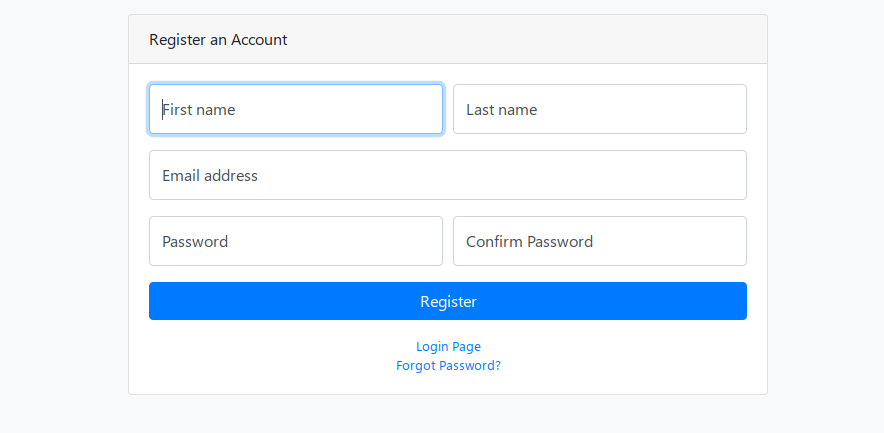 Register an Account
First name Last name
Email address
Password Confirm Password
Register
Login Page
Forgot Password?